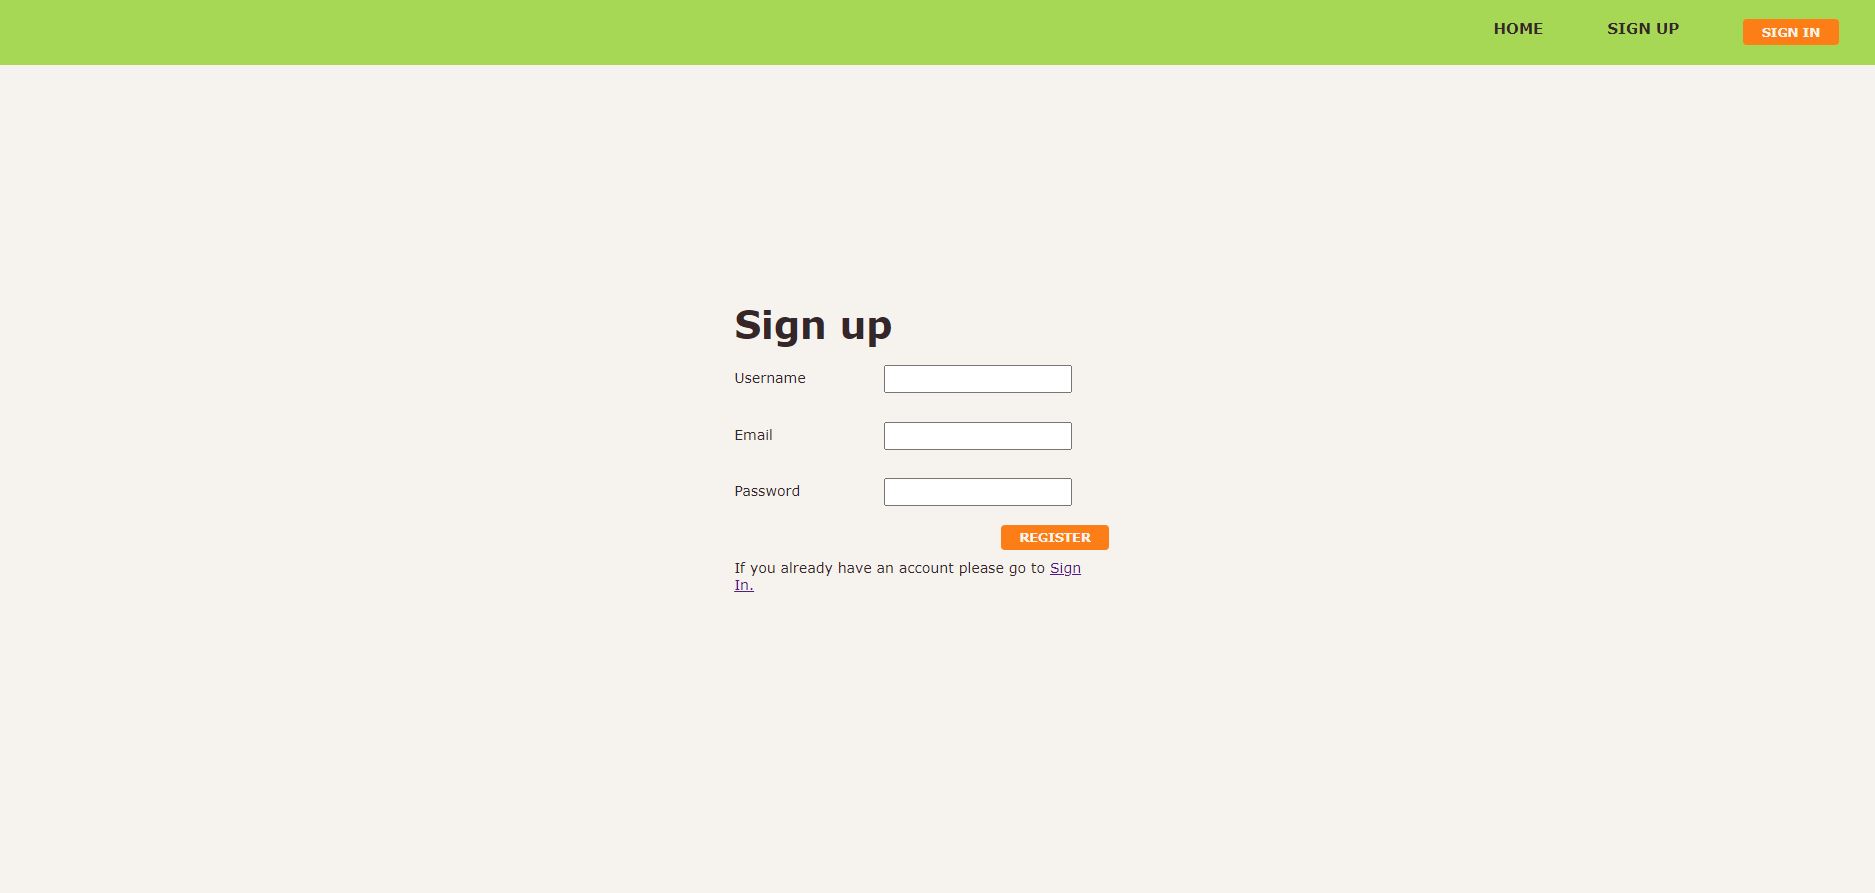 HOME SIGN UP SIGN IN
Sign up
Username
Email
Password
REGISTER
If you already have an account please go to Sign
In.